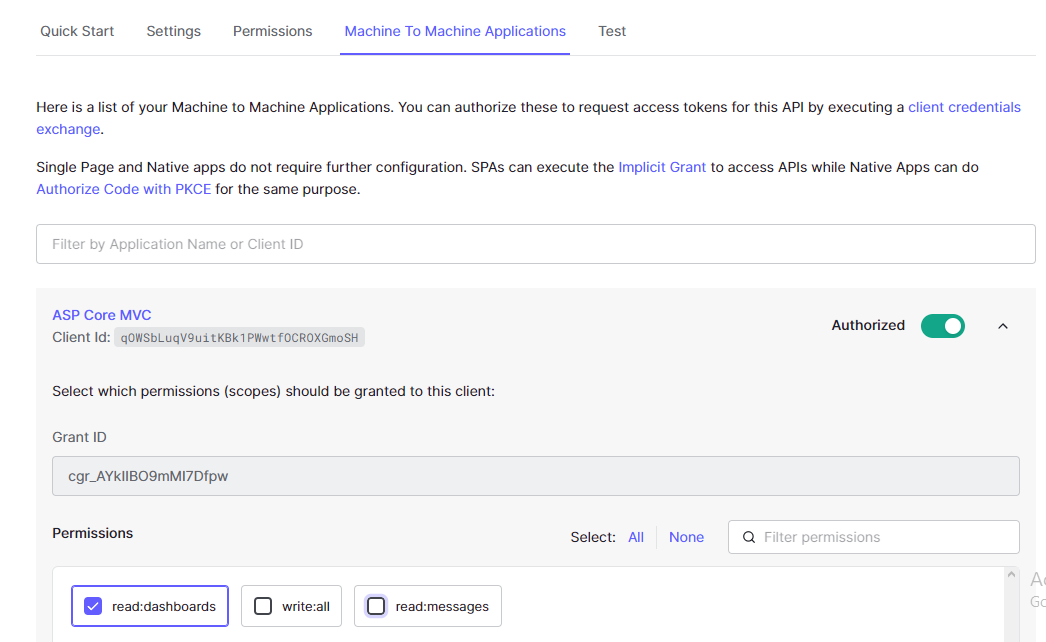 Quick Start Settings Permissions Machine To Machine Applications Test
Here is a list of your Machine to Machine Applications. You can authorize these to request access tokens for this API by executing a client credentials
exchange.
Single Page and Native apps do not require further configuration. SPAs can execute the Implicit Grant to access APIs while Native Apps can do
Authorize Code with PKCE for the same purpose.
Filter by Application Name or Client ID
ASP Core MVC
Client Id: qOWSbLuqV9uitKBk1PWwtfOCROXGmoSH
Authorized
Select which permissions (scopes) should be granted to this client:
Grant ID
cgr_AYkIIBO9mMI7Dfpw
Permissions
Select: All None
Filter permissions
read:dashboards write:all read:messages